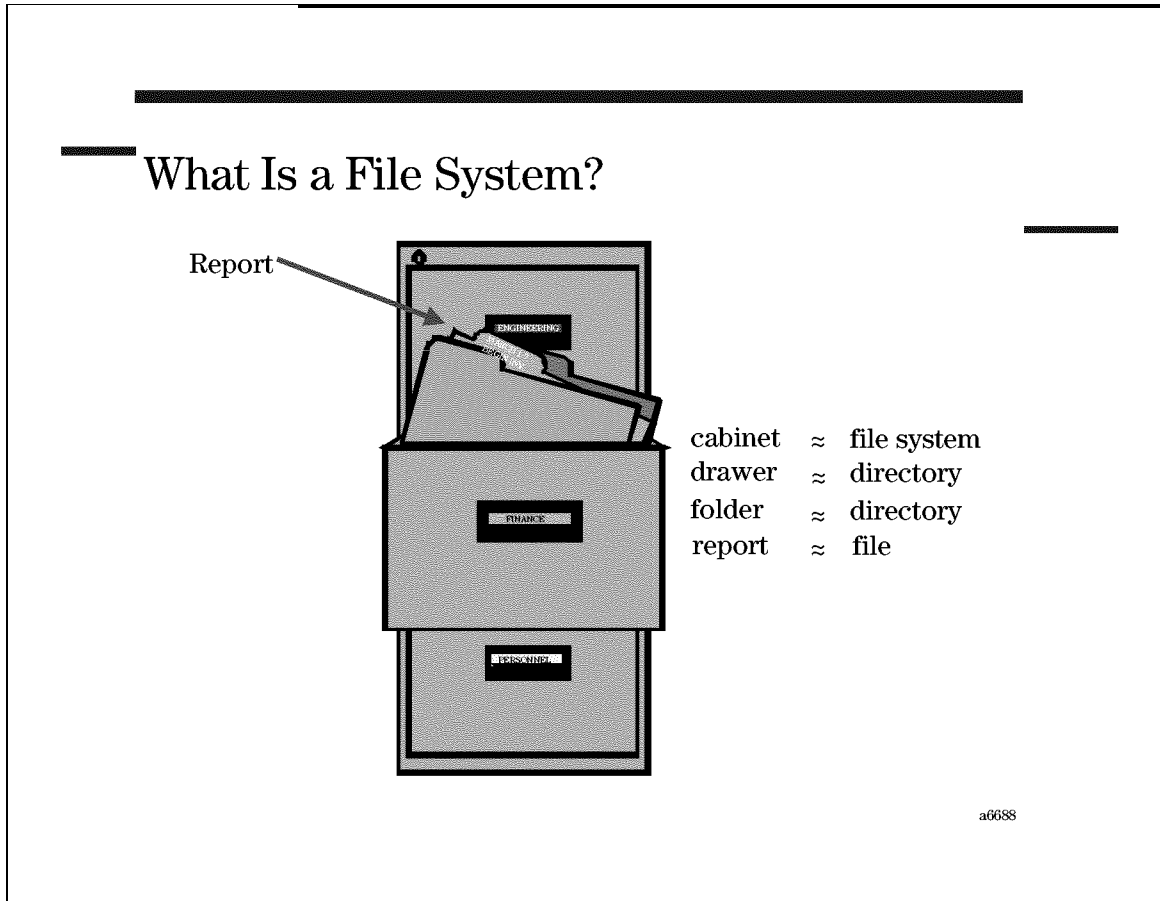 What Is a File System?
Report
ENGINEERING
cabinet ≈ file system
drawer ≈ directory
folder ≈ directory
report ≈ file
FINANCE
PERSONNEL
a6688